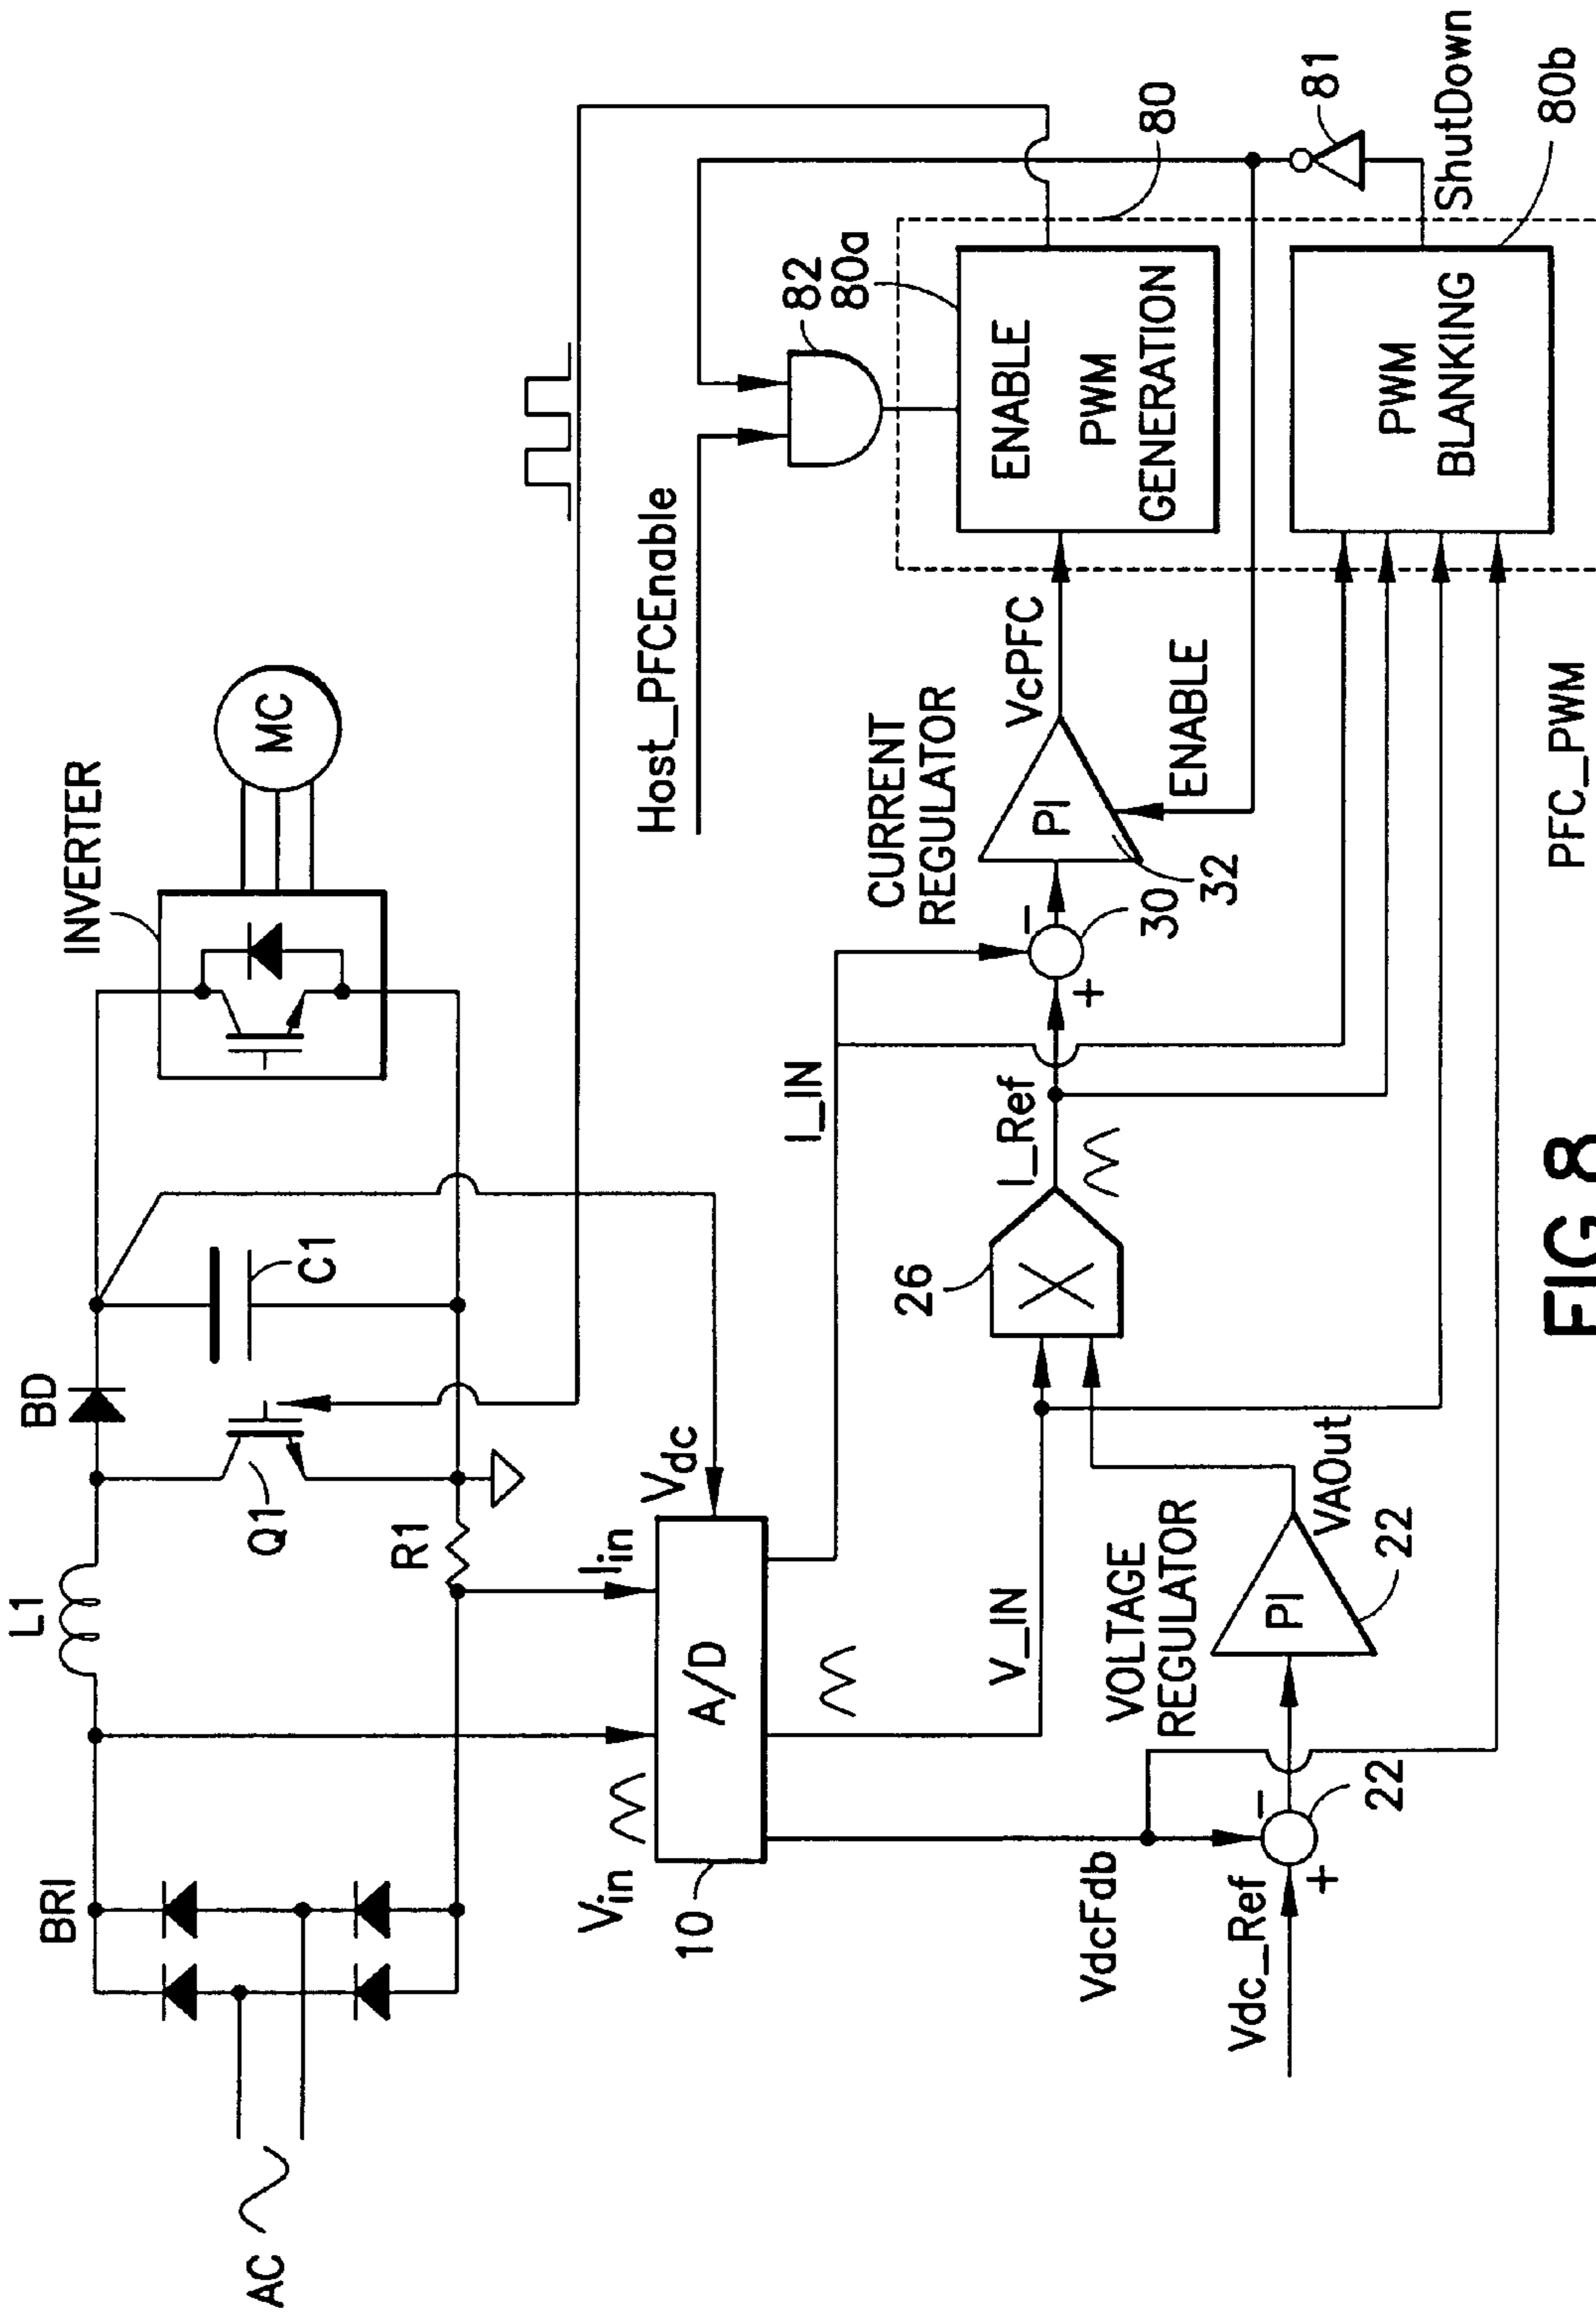 AC
BRI
L1
BD
Q1
C1
R1
INVERTER
MC
Vin
Iin
Vdc
10
A/D
I_IN
V_IN
VdcFdb
Vdc_Ref
+
-
22
VOLTAGE
REGULATOR
PI
22
VAOut
26
X
I_Ref
+
-
30
CURRENT
REGULATOR
PI
32
VcPFC
ENABLE
Host_PFCEnable
82
80a
80
ENABLE
PWM
GENERATION
PWM
BLANKING
81
ShutDown
80b
PFC_PWM
FIG 8